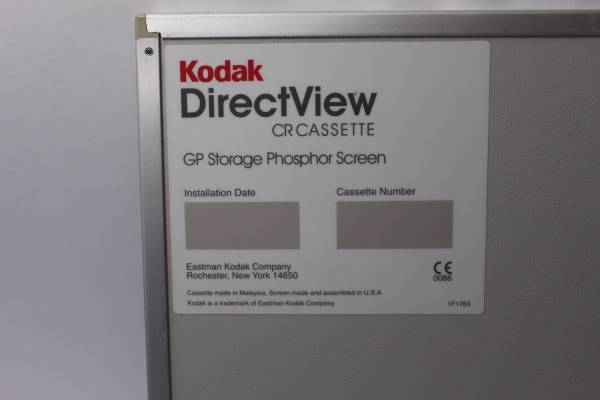 Kodak
DirectView
CR CASSETTE
GP Storage Phosphor Screen
Installation Date Cassette Number
Eastman Kodak Company
Rochester, New York 14650
CE
0086
Cassette made in Malaysia, Screen made and assembled in U.S.A.
Kodak is a trademark of Eastman Kodak Company.
1F1763